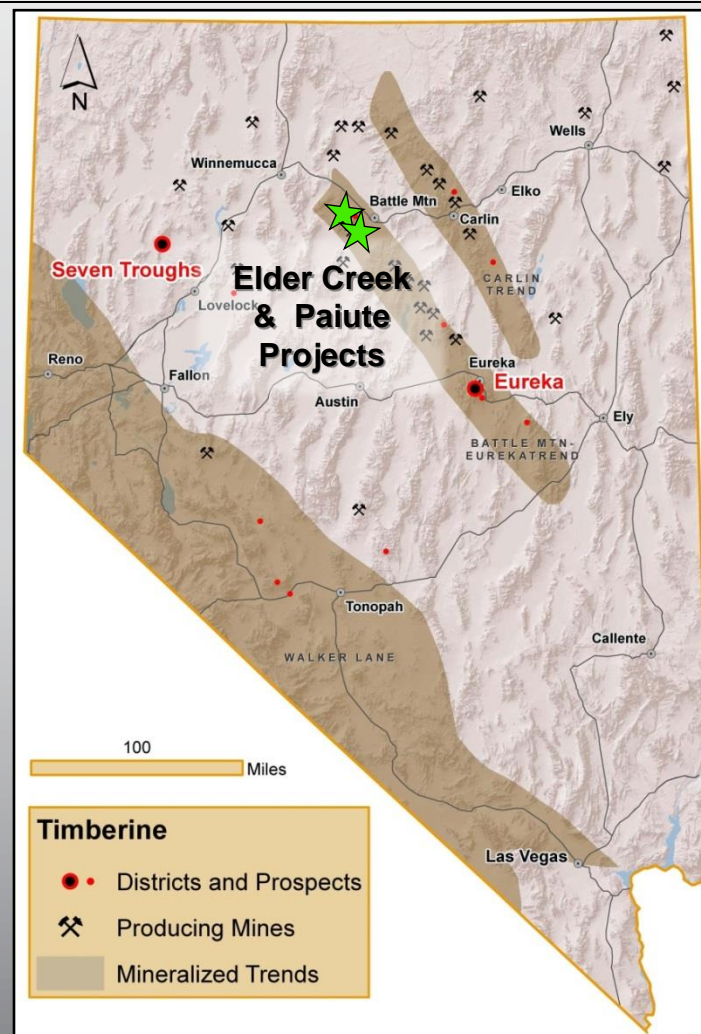 N
Wells
Winnemucca
Elko
Battle Mtn
Carlin
Seven Troughs
CARLIN
TREND
Elder Creek
& Paiute
Projects
Lovelock
Reno
Eureka
Eureka
Fallon
Austin
Ely
BATTLE MTN-
EUREKATREND
Tonopah
Callente
WALKER LANE
100
Miles
Las Vegas
Timberine
Districts and Prospects
Producing Mines
Mineralized Trends